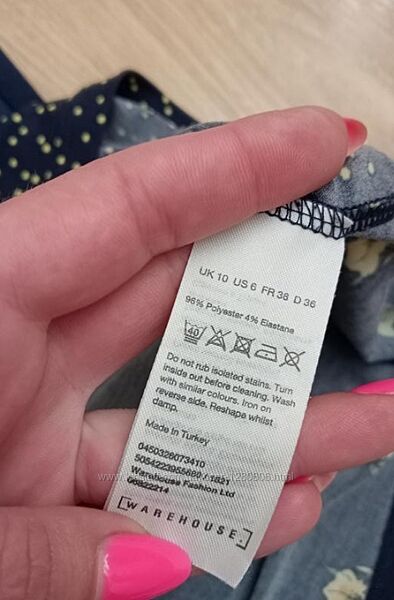 UK 10 US 6 FR 38 D 36
96% Polyester 4% Elastane
40
Do not rub isolated stains. Turn
inside out before cleaning. Wash
with similar colours. Iron on
reverse side. Reshape whilst
damp.
Made in Turkey
0450326073410
Warehouse Fashion Ltd
06922214
WAREHOUSE.